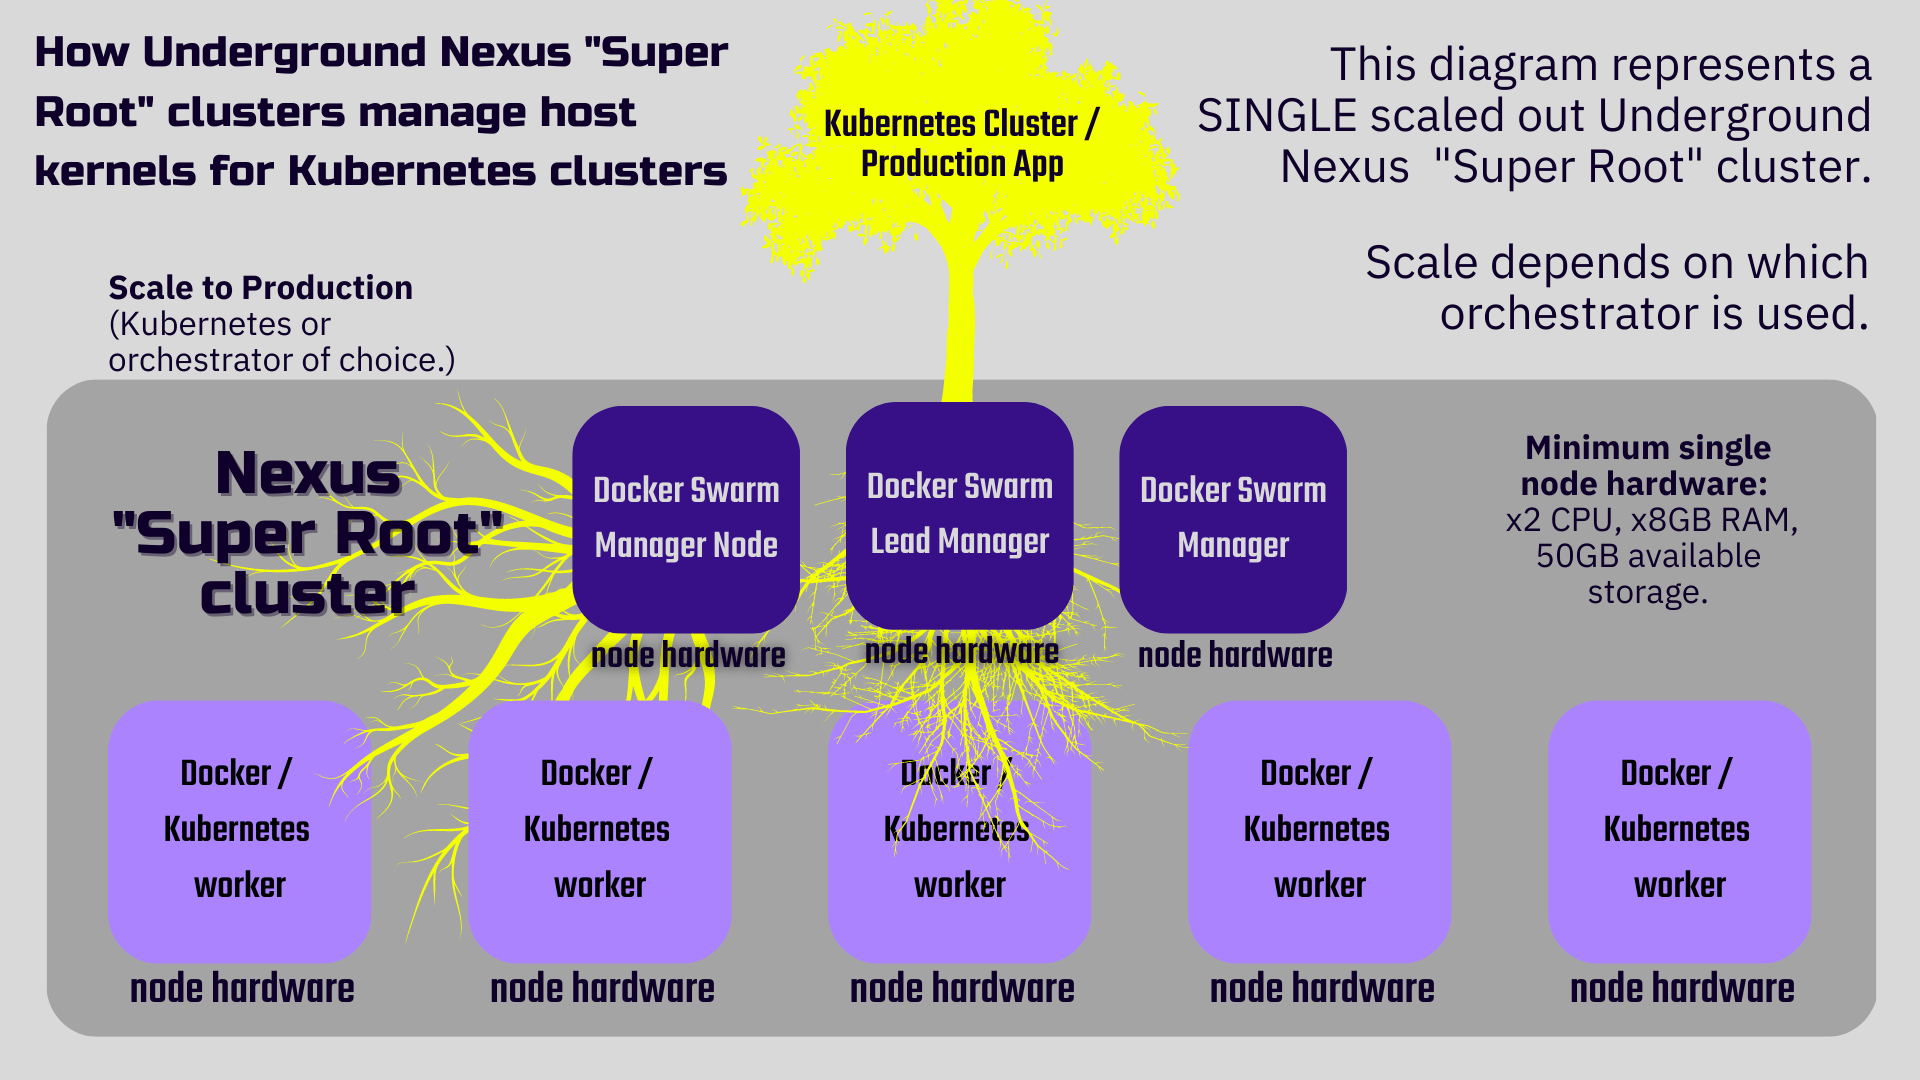 How Underground Nexus "Super
Root" clusters manage host
kernels for Kubernetes clusters
Kubernetes Cluster /
Production App
This diagram represents a
SINGLE scaled out Underground
Nexus "Super Root" cluster.
Scale depends on which
orchestrator is used.
Scale to Production
(Kubernetes or
orchestrator of choice.)
Nexus
"Super Root"
cluster
Docker Swarm
Manager Node
node hardware
Docker Swarm
Lead Manager
node hardware
Docker Swarm
Manager
node hardware
Minimum single
node hardware:
x2 CPU, x8GB RAM,
50GB available
storage.
Docker /
Kubernetes
worker
node hardware
Docker /
Kubernetes
worker
node hardware
Docker /
Kubernetes
worker
node hardware
Docker /
Kubernetes
worker
node hardware
Docker /
Kubernetes
worker
node hardware